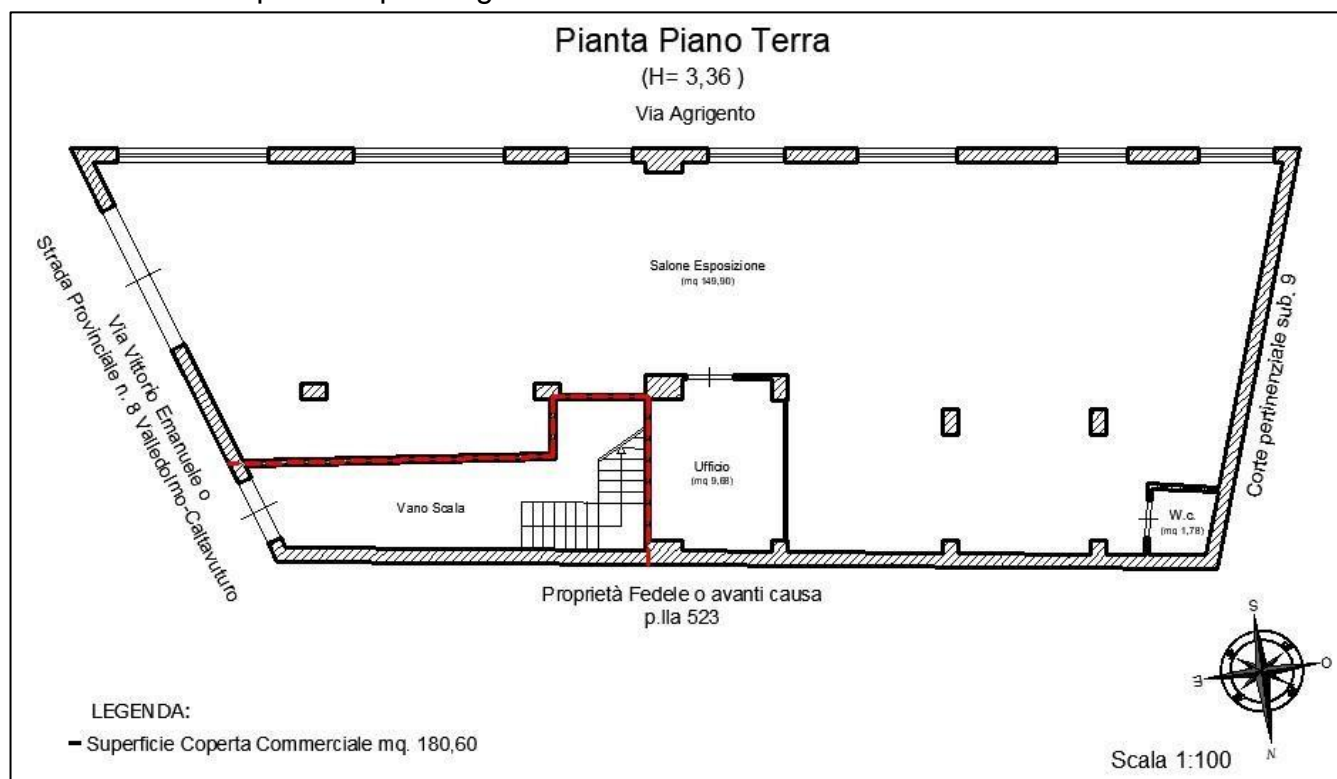 Pianta Piano Terra
(H= 3,36 )
Via Agrigento
Salone Esposizione
(mq 149,90)
Strada Provinciale n. 8 Valledolmo-Caltavuturo
Via Vittorio Emanuele o
Corte pertinenziale sub. 9
Ufficio
(mq 9,68)
Vano Scala
W.c.
(mq 1,78)
Proprietà Fedele o avanti causa
p.lla 523
S
O
E
N
LEGENDA:
Superficie Coperta Commerciale mq. 180,60
Scala 1:100